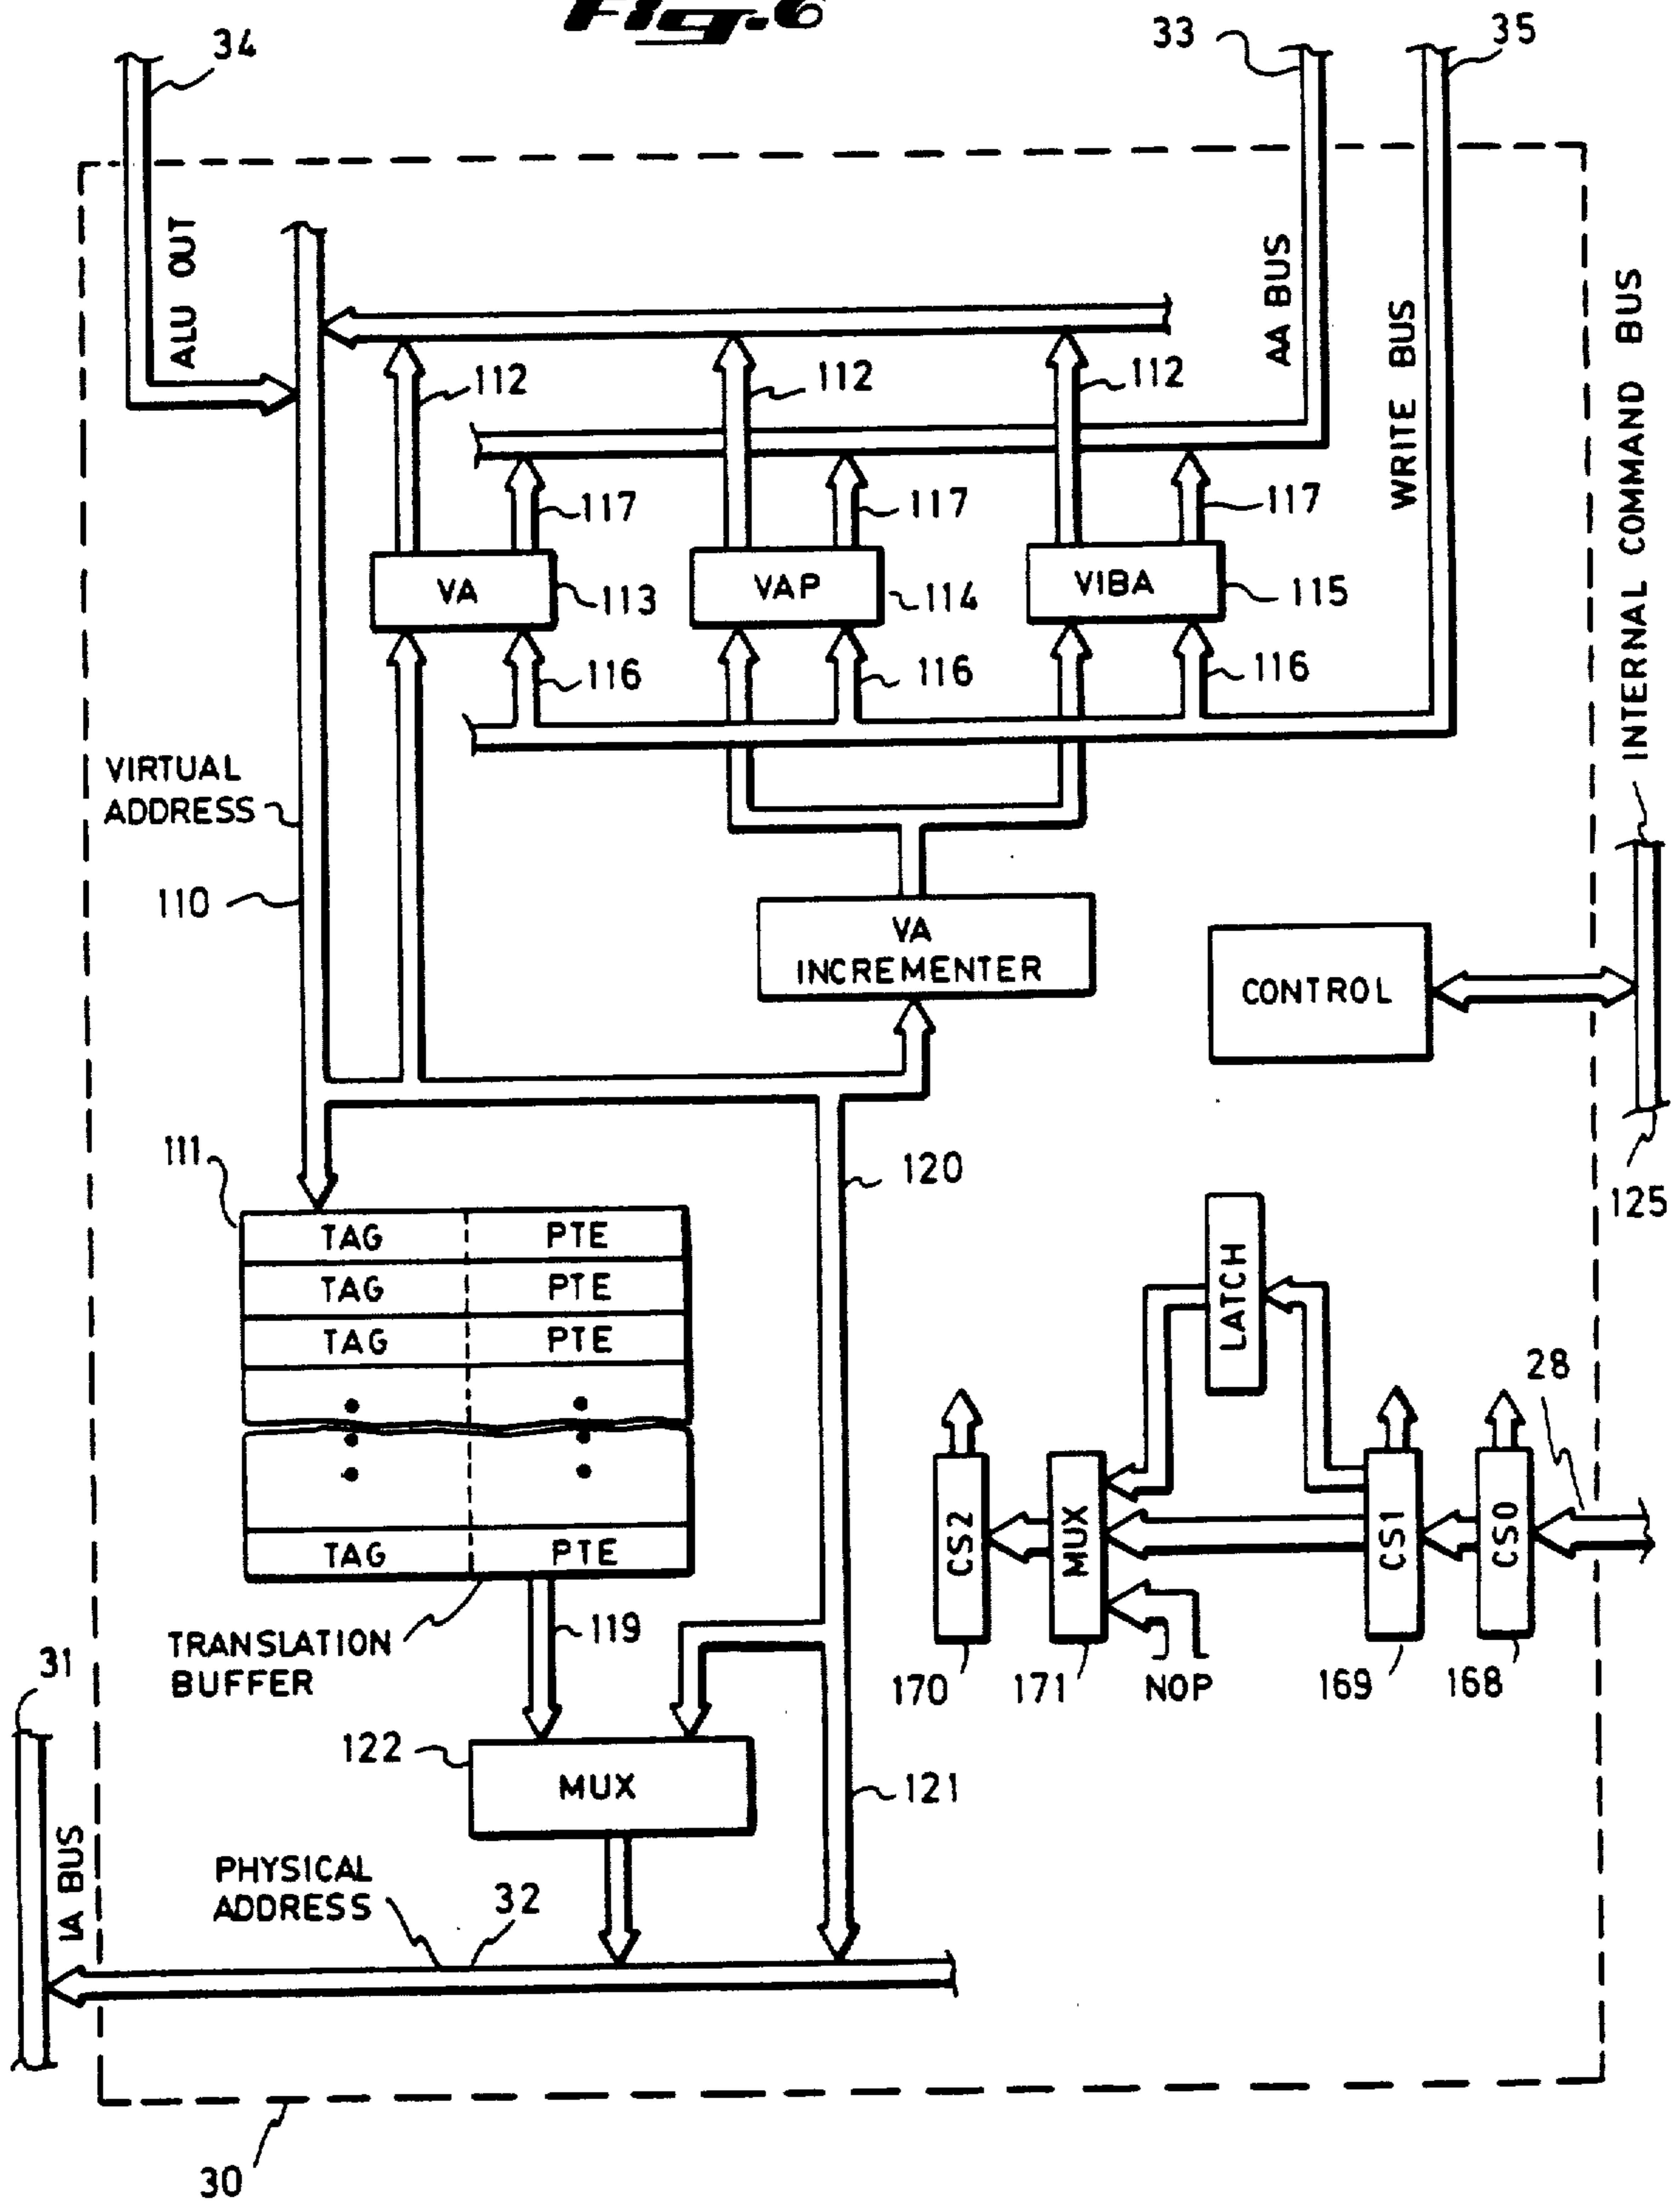 Fig. 6
34
33
35
ALU OUT
AA BUS
WRITE BUS
INTERNAL COMMAND BUS
112
112
112
117
117
117
VA
113
VAP
114
VIBA
115
116
116
116
VIRTUAL
ADDRESS
110
VA
INCREMENTER
CONTROL
125
111
120
TAG PTE
TAG PTE
TAG PTE
TAG PTE
LATCH
28
CS2
MUX
CS1
CS0
170
171
NOP
169
168
TRANSLATION
BUFFER
119
31
122
MUX
121
IA BUS
PHYSICAL
ADDRESS
32
30